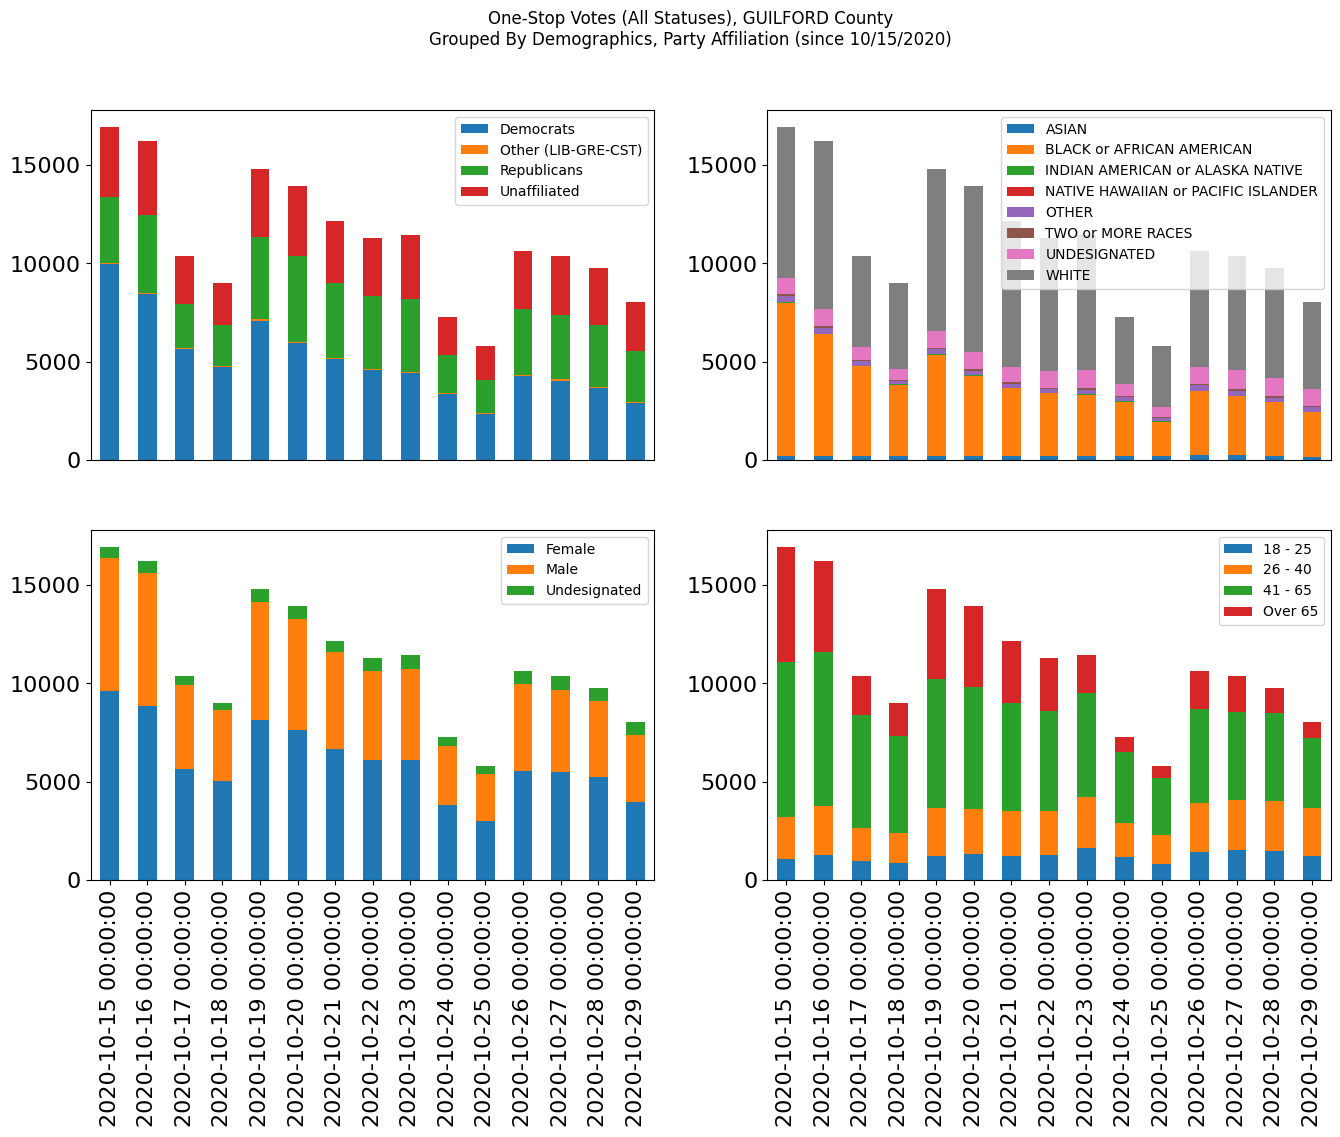 One-Stop Votes (All Statuses), GUILFORD County
Grouped By Demographics, Party Affiliation (since 10/15/2020)
15000
10000
5000
0
Democrats
Other (LIB-GRE-CST)
Republicans
Unaffiliated
15000
10000
5000
0
ASIAN
BLACK or AFRICAN AMERICAN
INDIAN AMERICAN or ALASKA NATIVE
NATIVE HAWAIIAN or PACIFIC ISLANDER
OTHER
TWO or MORE RACES
UNDESIGNATED
WHITE
15000
10000
5000
0
Female
Male
Undesignated
2020-10-15 00:00:00
2020-10-16 00:00:00
2020-10-17 00:00:00
2020-10-18 00:00:00
2020-10-19 00:00:00
2020-10-20 00:00:00
2020-10-21 00:00:00
2020-10-22 00:00:00
2020-10-23 00:00:00
2020-10-24 00:00:00
2020-10-25 00:00:00
2020-10-26 00:00:00
2020-10-27 00:00:00
2020-10-28 00:00:00
2020-10-29 00:00:00
15000
10000
5000
0
18 - 25
26 - 40
41 - 65
Over 65
2020-10-15 00:00:00
2020-10-16 00:00:00
2020-10-17 00:00:00
2020-10-18 00:00:00
2020-10-19 00:00:00
2020-10-20 00:00:00
2020-10-21 00:00:00
2020-10-22 00:00:00
2020-10-23 00:00:00
2020-10-24 00:00:00
2020-10-25 00:00:00
2020-10-26 00:00:00
2020-10-27 00:00:00
2020-10-28 00:00:00
2020-10-29 00:00:00